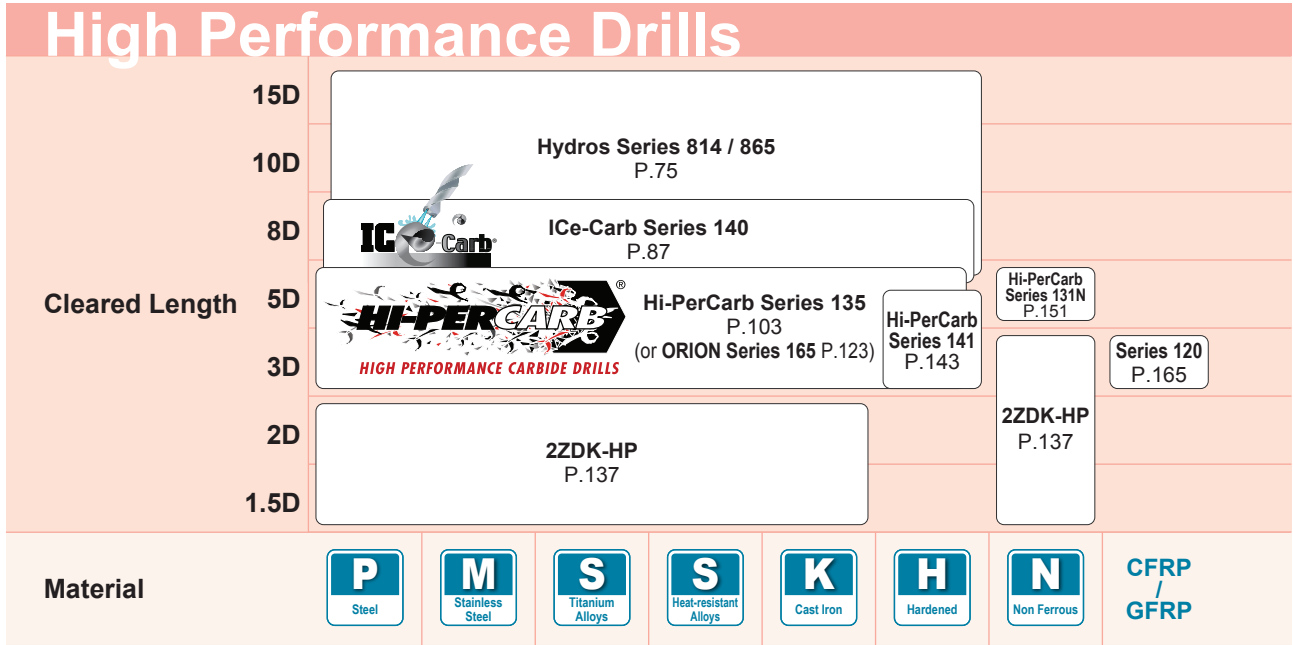 High Performance Drills
15D
10D
8D
Cleared Length
5D
3D
2D
1.5D
Hydros Series 814 / 865
P.75
ICe-Carb®
ICe-Carb Series 140
P.87
HI-PERCARB®
HIGH PERFORMANCE CARBIDE DRILLS
Hi-PerCarb Series 135
P.103
(or ORION Series 165 P.123)
Hi-PerCarb
Series 141
P.143
Hi-PerCarb
Series 131N
P.151
Series 120
P.165
2ZDK-HP
P.137
2ZDK-HP
P.137
Material
P
Steel
M
Stainless
Steel
S
Titanium
Alloys
S
Heat-resistant
Alloys
K
Cast Iron
H
Hardened
N
Non Ferrous
CFRP
/
GFRP